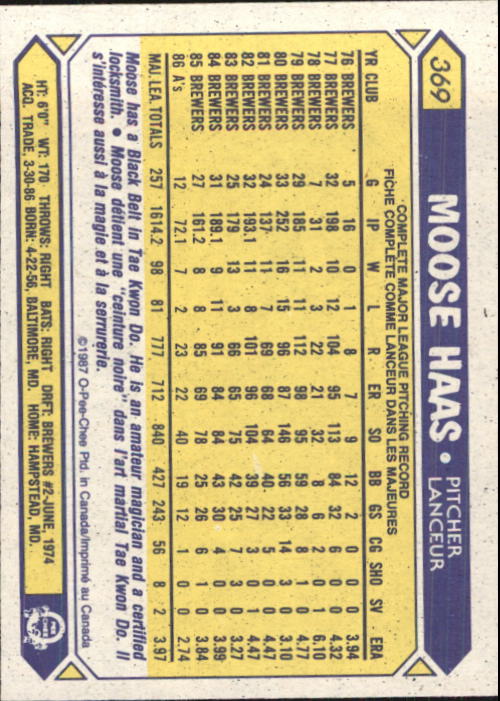 369
MOOSE HAAS • PITCHER
LANCEUR
COMPLETE MAJOR LEAGUE PITCHING RECORD
FICHE COMPLÈTE COMME LANCEUR DANS LES MAJEURES
YR CLUB G IP W L R ER SO BB GS CG SHO SV ERA
76 BREWERS 5 16 0 1 8 7 9 12 2 0 0 0 3.94
77 BREWERS 32 198 10 12 104 95 113 84 32 6 0 0 4.32
78 BREWERS 7 31 2 3 22 21 32 8 6 2 0 1 6.10
79 BREWERS 29 185 11 11 112 98 95 59 28 8 1 0 4.77
80 BREWERS 33 252 16 15 96 87 146 56 33 14 3 0 3.10
81 BREWERS 24 137 11 7 69 68 64 40 22 5 0 0 4.47
82 BREWERS 32 193.1 11 8 101 96 104 39 27 3 0 1 4.47
83 BREWERS 25 179 13 3 66 65 75 42 25 7 3 0 3.27
84 BREWERS 31 189.1 9 11 91 84 84 43 30 4 0 0 3.99
85 BREWERS 27 161.2 8 8 85 69 78 25 26 6 1 0 3.84
86 A's 12 72.1 7 2 23 22 40 19 12 1 0 0 2.74
MAJ.LEA.TOTALS 257 1614.2 98 81 777 712 840 427 243 56 8 2 3.97
Moose has a Black Belt in Tae Kwon Do. He is an amateur magician and a certified
locksmith. • Moose détient une "ceinture noire" dans l'art martial Tae Kwon Do. Il
s'intéresse aussi à la magie et à la serrurerie.
©1987 O-Pee-Chee Ptd. in Canada/Imprimé au Canada
HT: 6'0" WT: 170 THROWS: RIGHT BATS: RIGHT DRFT: BREWERS #2-JUNE, 1974
ACQ. TRADE, 3-30-86 BORN: 4-22-56, BALTIMORE, MD. HOME: HAMPSTEAD, MD.
O-PEE-CHEE